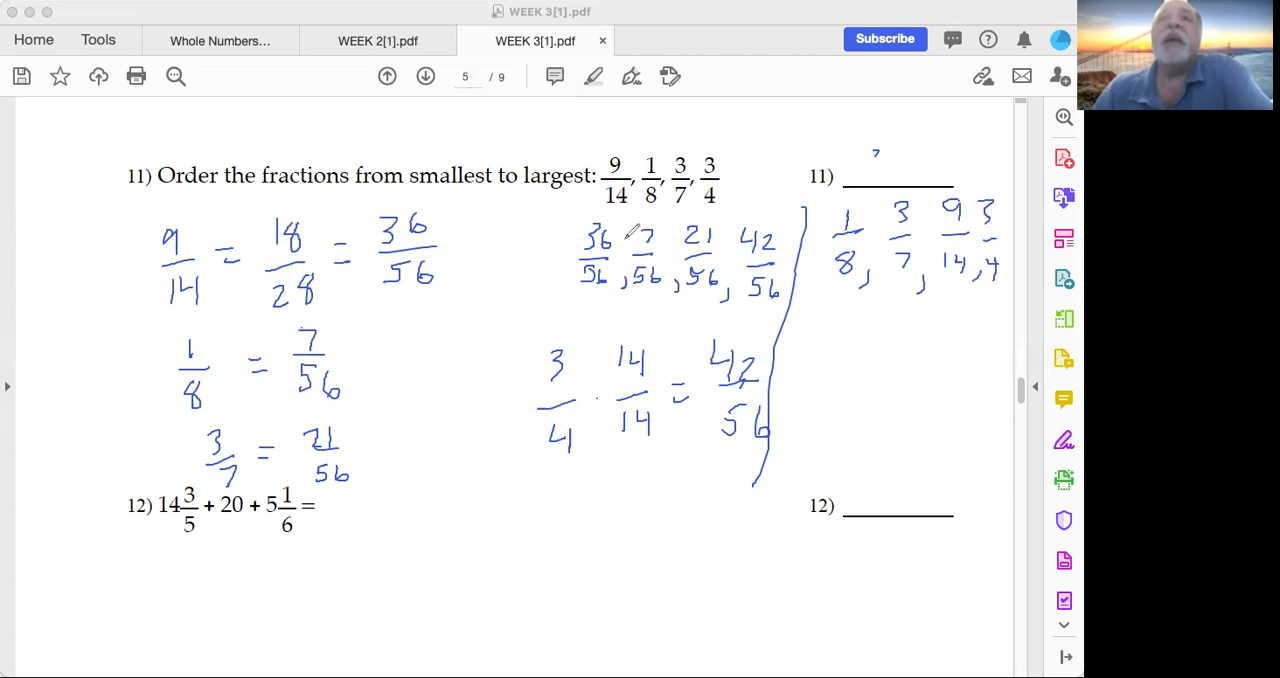 WEEK 3[1].pdf
Home Tools Whole Numbers... WEEK 2[1].pdf WEEK 3[1].pdf × Subscribe
5 / 9
11) Order the fractions from smallest to largest: 9/14, 1/8, 3/7, 3/4 11) ________
9/14 = 18/28 = 36/56
36/56, 7/56, 21/56, 42/56
1/8, 3/7, 9/14, 3/4
1/8 = 7/56
3/4 · 14/14 = 42/56
3/7 = 21/56
12) 14 3/5 + 20 + 5 1/6 = 12) ________